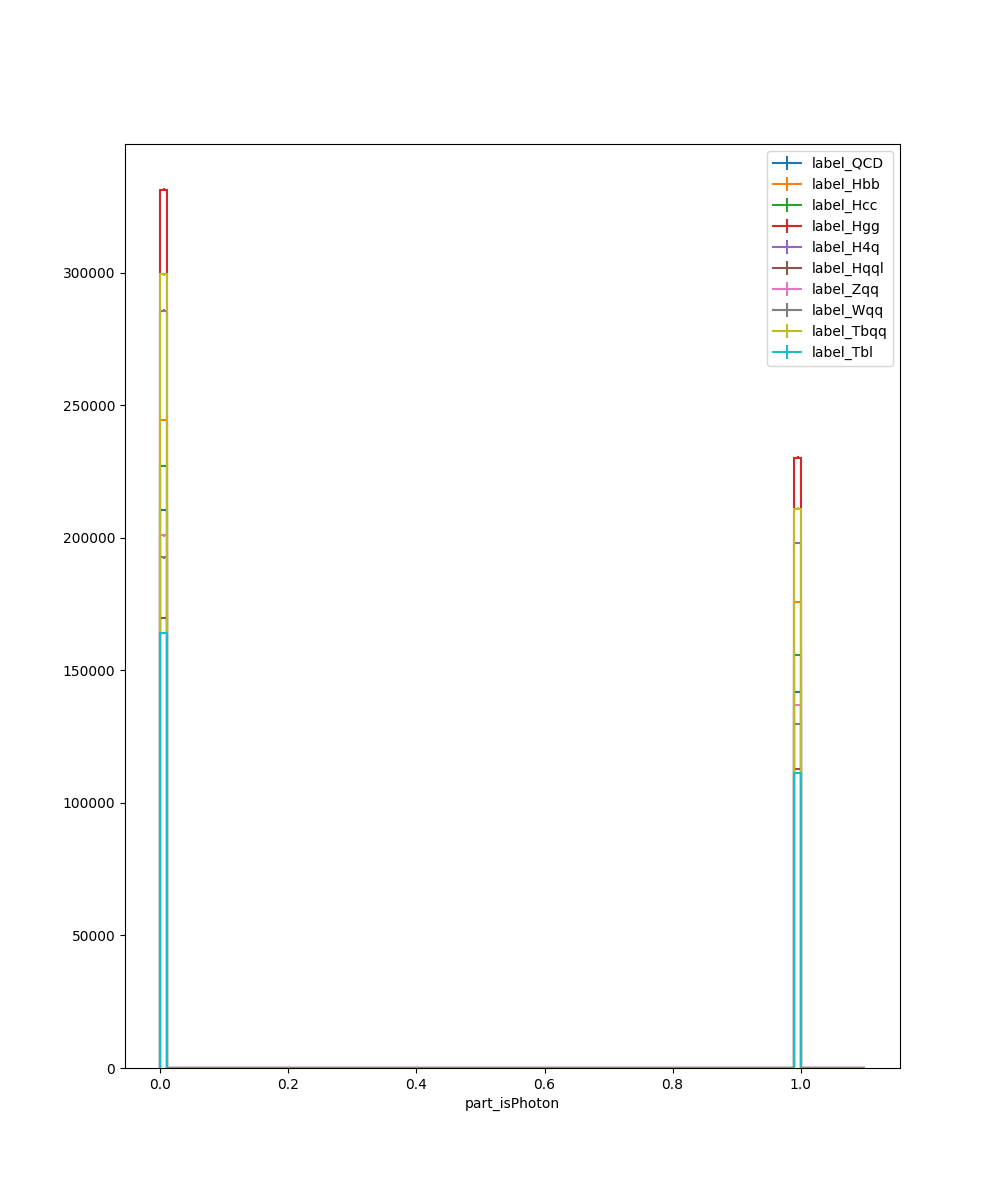 label_QCD
label_Hbb
label_Hcc
label_Hgg
label_H4q
label_Hqql
label_Zqq
label_Wqq
label_Tbqq
label_Tbl
300000
250000
200000
150000
100000
50000
0
0.0 0.2 0.4 0.6 0.8 1.0
part_isPhoton